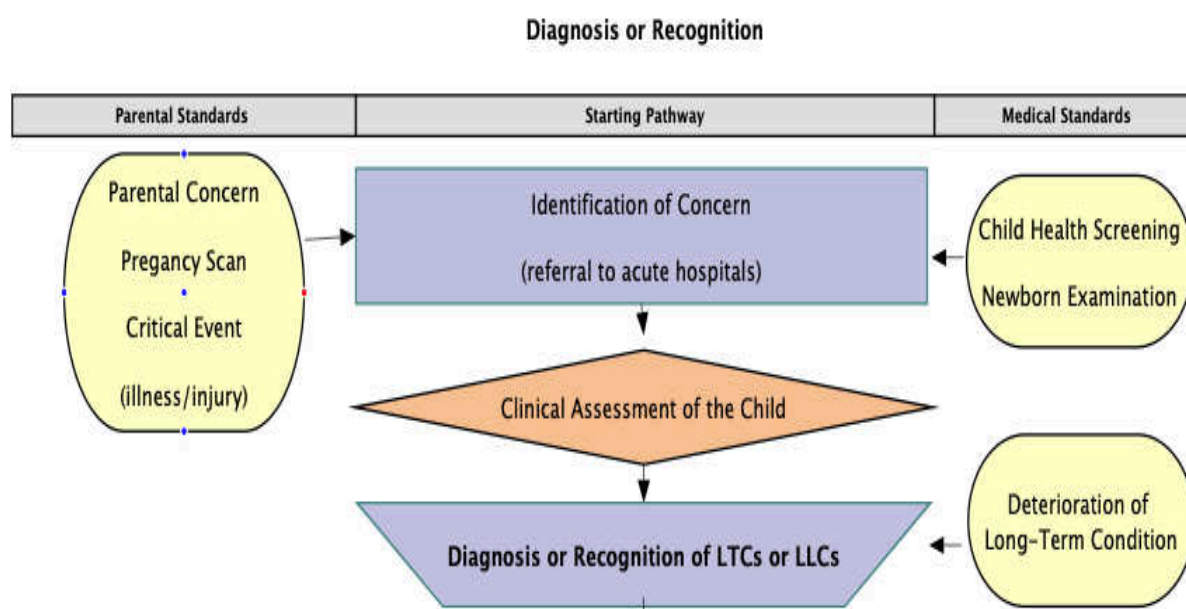 Diagnosis or Recognition
Parental Standards
Starting Pathway
Medical Standards
Parental Concern
Pregancy Scan
Critical Event
(illness/injury)
Identification of Concern
(referral to acute hospitals)
Child Health Screening
Newborn Examination
Clinical Assessment of the Child
Diagnosis or Recognition of LTCs or LLCs
Deterioration of
Long-Term Condition